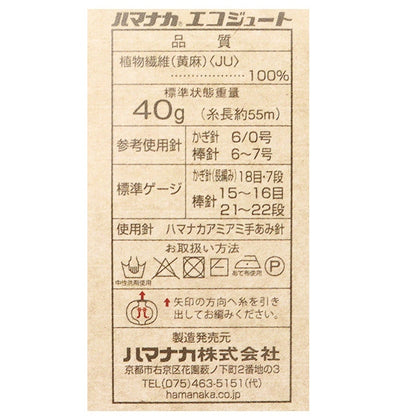 ハマナカ®エコジュート
品質
植物繊維(黄麻)〈JU〉
100%
標準状態重量
40g(糸長約55m)
参考使用針 かぎ針 6/0号
棒針 6〜7号
標準ゲージ かぎ針(長編み)18目・7段
棒針 15〜16目
21〜22段
使用針 ハマナカアミアミ手あみ針
お取扱い方法
中性洗剤使用 あて布使用
↑矢印の方向へ糸を引き
出してお編みください。
製造発売元
ハマナカ株式会社
京都市右京区花園薮ノ下町2番地の3
TEL(075)463-5151(代)
hamanaka.co.jp